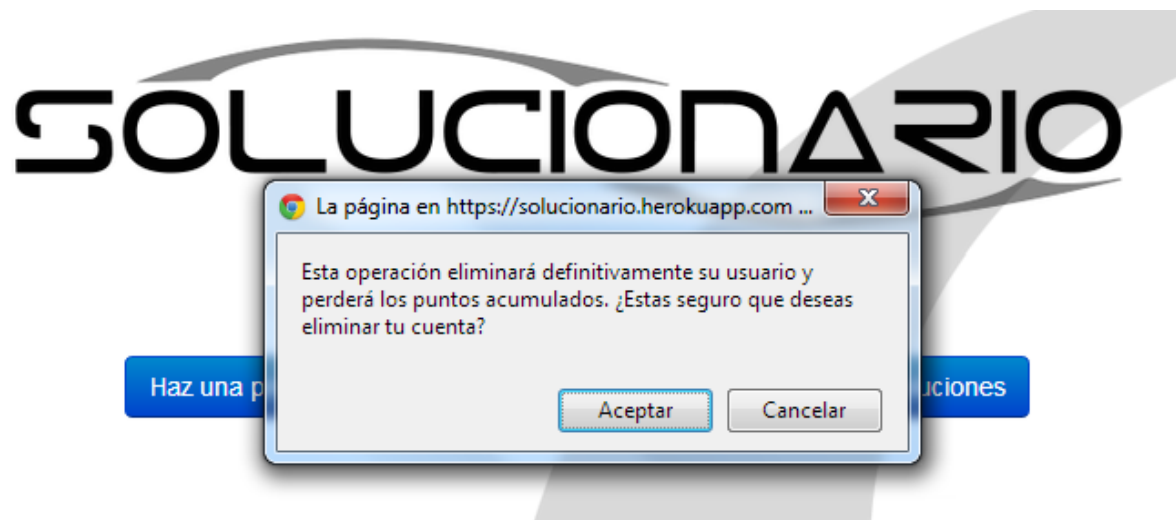 SOLUCIONARIO
La página en https://solucionario.herokuapp.com ...
Esta operación eliminará definitivamente su usuario y
perderá los puntos acumulados. ¿Estas seguro que deseas
eliminar tu cuenta?
Haz una
Aceptar
Cancelar